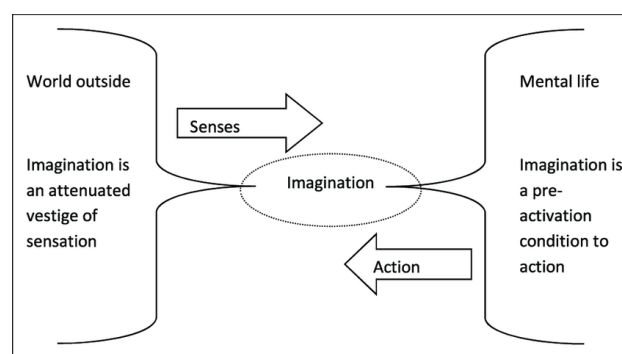 World outside
Imagination is
an attenuated
vestige of
sensation
Senses
Imagination
Action
Mental life
Imagination is
a pre-
activation
condition to
action